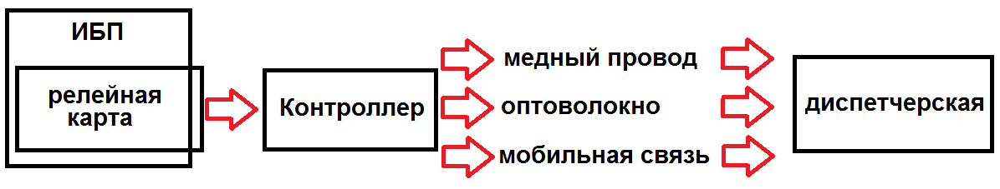 ИБП
релейная
карта
Контроллер
медный провод
оптоволокно
мобильная связь
диспетчерская